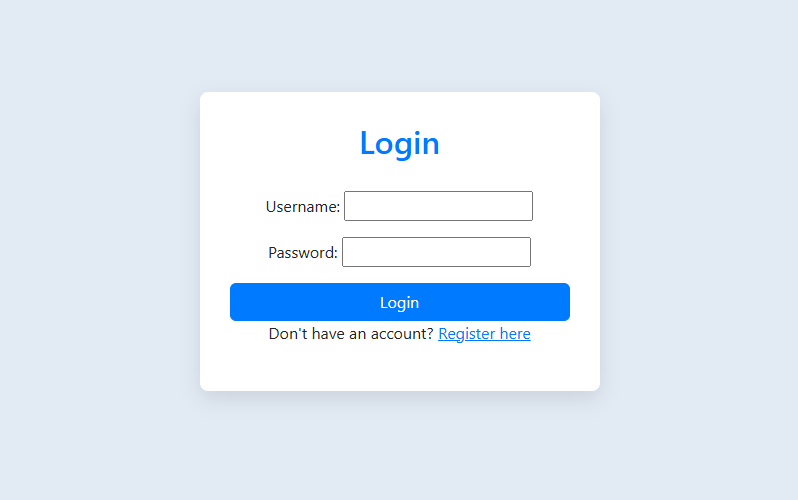 Login
Username:
Password:
Login
Don't have an account? Register here